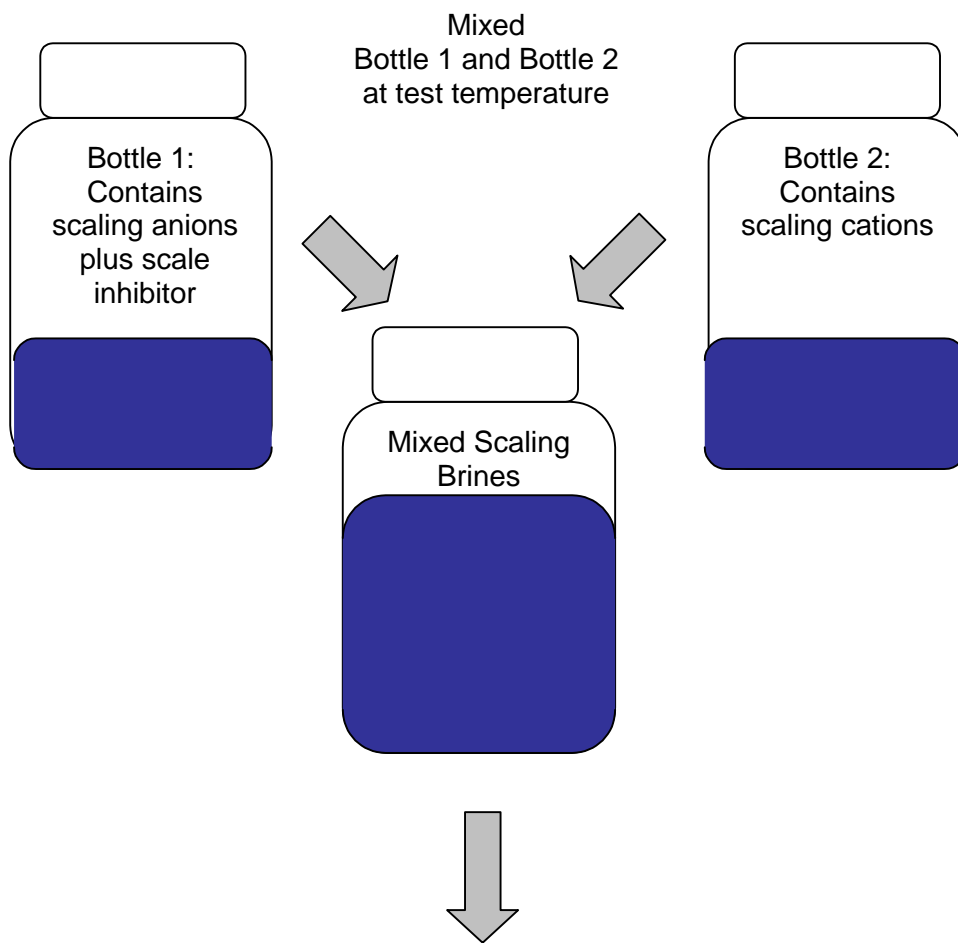 Mixed
Bottle 1 and Bottle 2
at test temperature
Bottle 1:
Contains
scaling anions
plus scale
inhibitor
Bottle 2:
Contains
scaling cations
Mixed Scaling
Brines